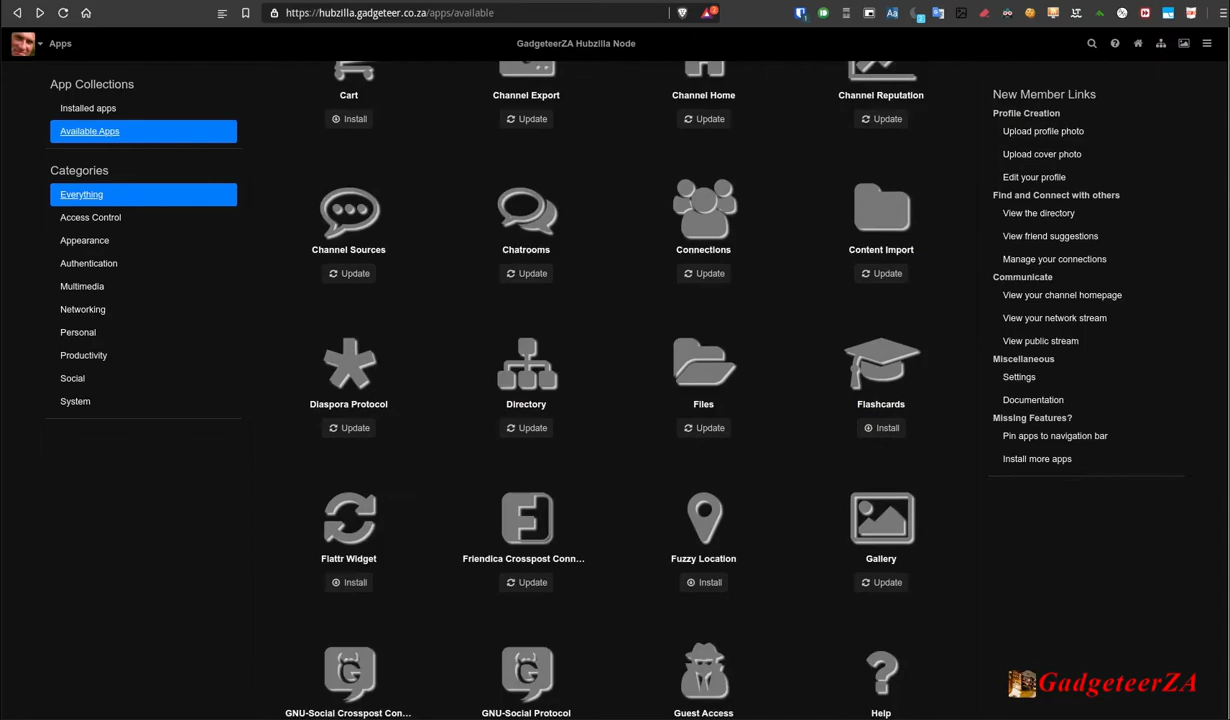 https://hubzilla.gadgeteer.co.za/apps/available
2
2
Apps
GadgeteerZA Hubzilla Node
App Collections
Installed apps
Available Apps
Categories
Everything
Access Control
Appearance
Authentication
Multimedia
Networking
Personal
Productivity
Social
System
Cart
Channel Export
Channel Home
Channel Reputation
Install
Update
Update
Update
Channel Sources
Chatrooms
Connections
Content Import
Update
Update
Update
Update
Diaspora Protocol
Directory
Files
Flashcards
Update
Update
Update
Install
Flattr Widget
Friendica Crosspost Conn...
Fuzzy Location
Gallery
Install
Update
Install
Update
GNU-Social Crosspost Con...
GNU-Social Protocol
Guest Access
Help
New Member Links
Profile Creation
Upload profile photo
Upload cover photo
Edit your profile
Find and Connect with others
View the directory
View friend suggestions
Manage your connections
Communicate
View your channel homepage
View your network stream
View public stream
Miscellaneous
Settings
Documentation
Missing Features?
Pin apps to navigation bar
Install more apps
GadgeteerZA